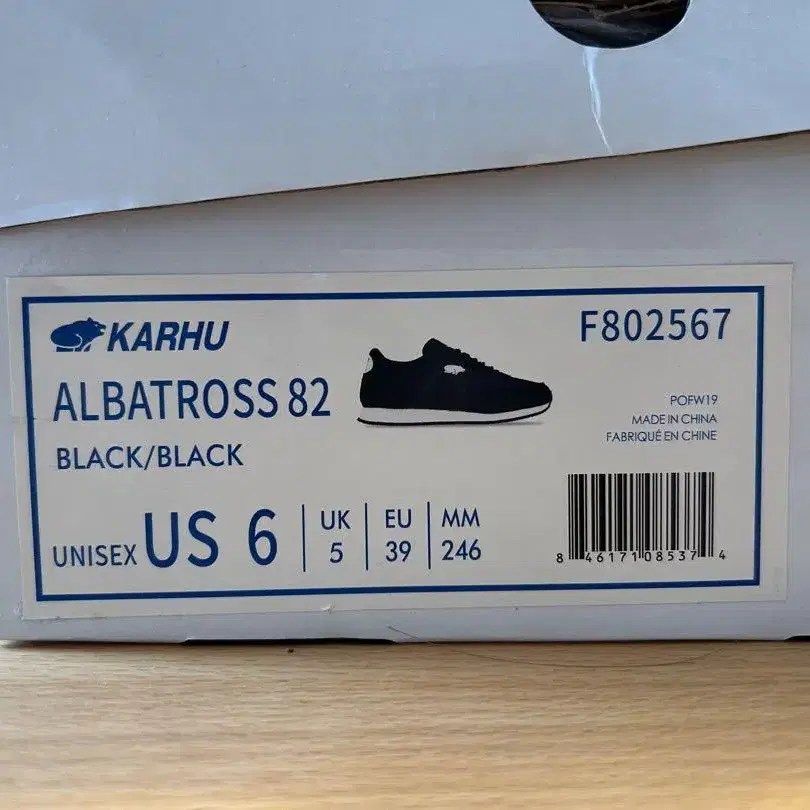 KARHU
F802567
ALBATROSS 82
BLACK/BLACK
POFW19
MADE IN CHINA
FABRIQUÉ EN CHINE
UNISEX US 6
UK 5
EU 39
MM 246
8 46171 08537 4